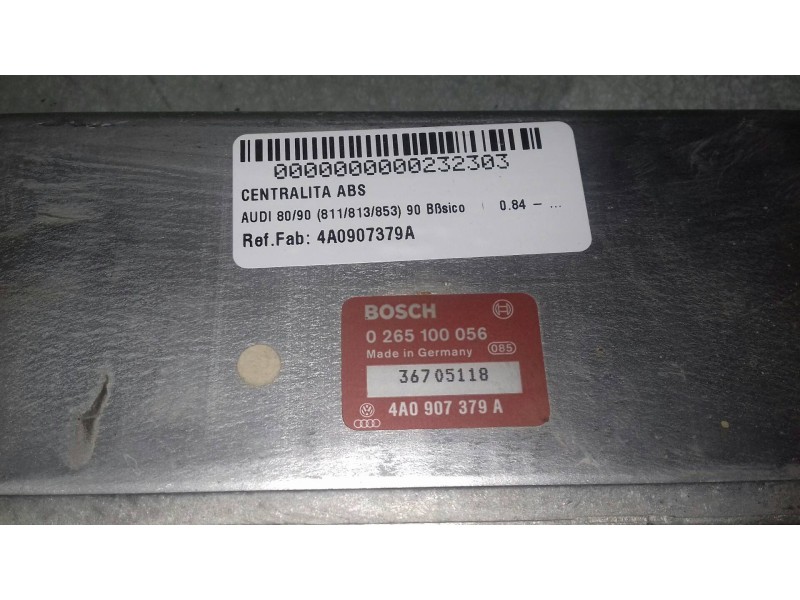 0000000000232303
CENTRALITA ABS
AUDI 80/90 (811/813/853) 90 Bßsico | 0.84 - ...
Ref.Fab: 4A0907379A
BOSCH
0 265 100 056
Made in Germany 085
36705118
4A0 907 379 A